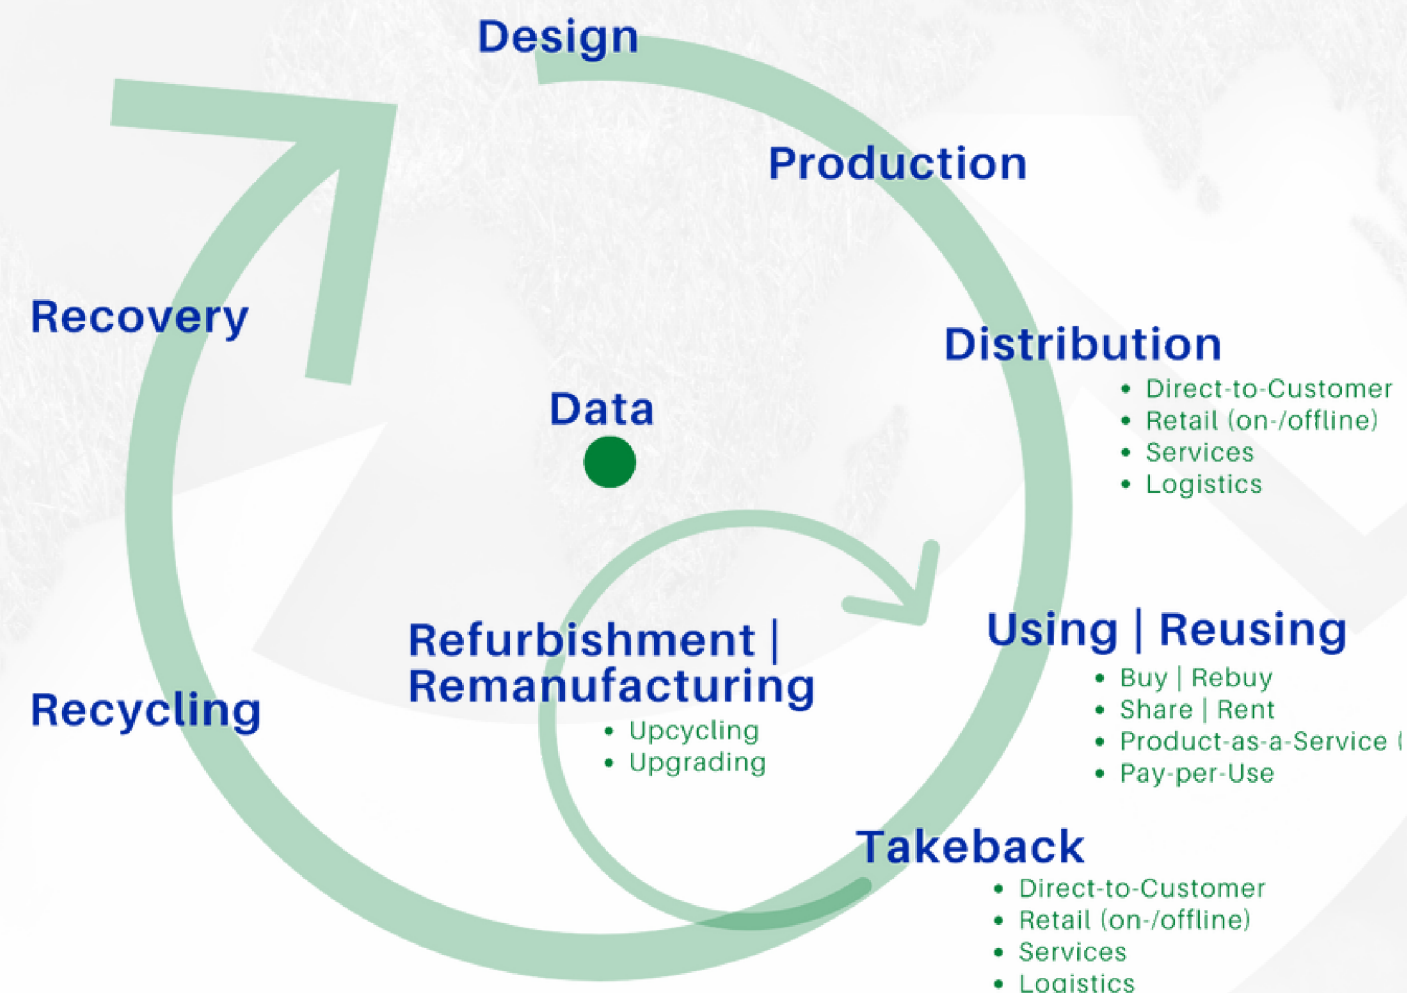 Design
Production
Distribution
• Direct-to-Customer
• Retail (on-/offline)
• Services
• Logistics
Data
Using | Reusing
• Buy | Rebuy
• Share | Rent
• Product-as-a-Service (
• Pay-per-Use
Takeback
• Direct-to-Customer
• Retail (on-/offline)
• Services
• Logistics
Refurbishment |
Remanufacturing
• Upcycling
• Upgrading
Recycling
Recovery